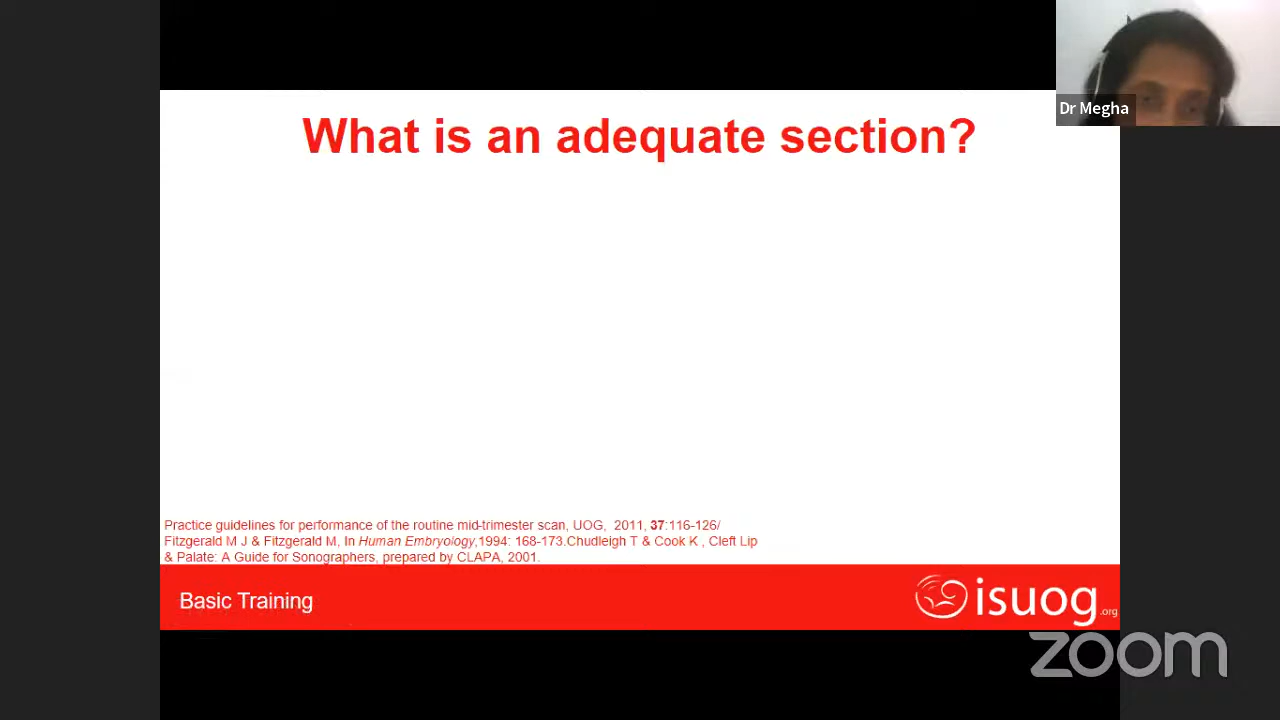 Dr Megha
What is an adequate section?
Practice guidelines for performance of the routine mid-trimester scan, UOG, 2011, 37:116-126/
Fitzgerald M J & Fitzgerald M, In Human Embryology,1994: 168-173.Chudleigh T & Cook K , Cleft Lip
& Palate: A Guide for Sonographers, prepared by CLAPA, 2001.
Basic Training
isuog.org
zoom